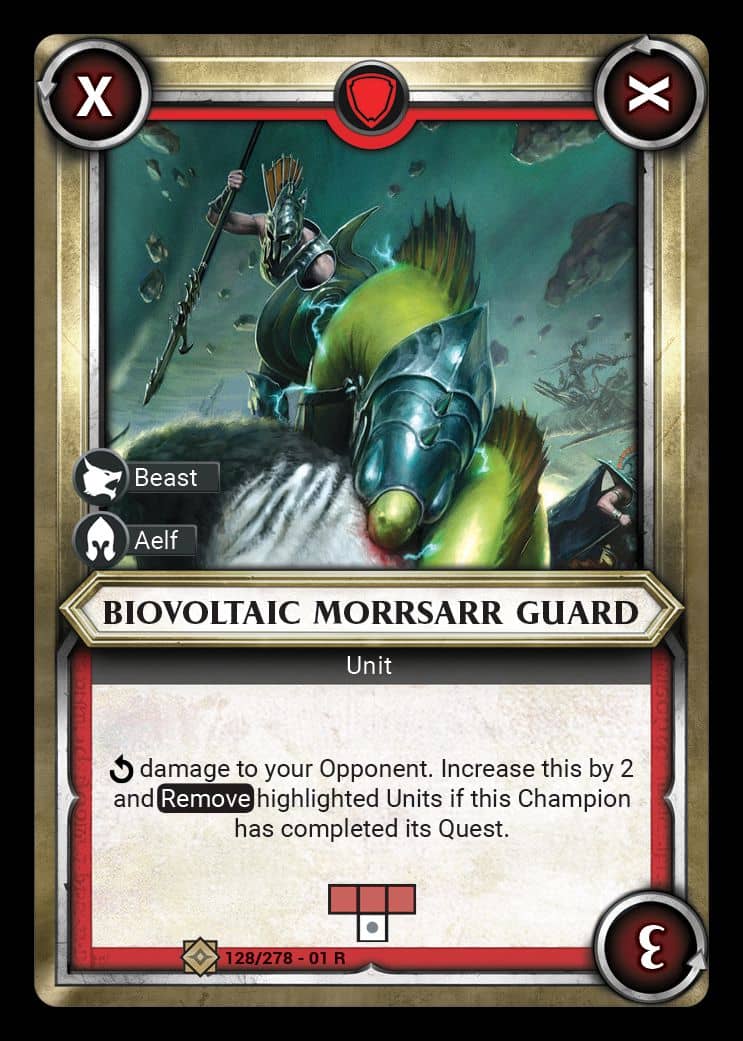 X X
Beast
Aelf
BIOVOLTAIC MORRSARR GUARD
Unit
damage to your Opponent. Increase this by 2
and Remove highlighted Units if this Champion
has completed its Quest.
3
128/278 - 01 R